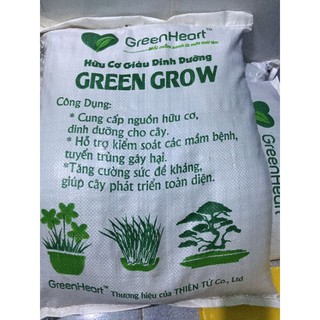 GreenHeart™
Hữu Cơ Giàu Dinh Dưỡng
GREEN GROW
Công Dụng:
* Cung cấp nguồn hữu cơ,
dinh dưỡng cho cây.
* Hỗ trợ kiểm soát các mầm bệnh,
tuyến trùng gây hại.
*Tăng cường sức đề kháng,
giúp cây phát triển toàn diện.
GreenHeart™
Thương hiệu của THIÊN TỨ Co., Ltd